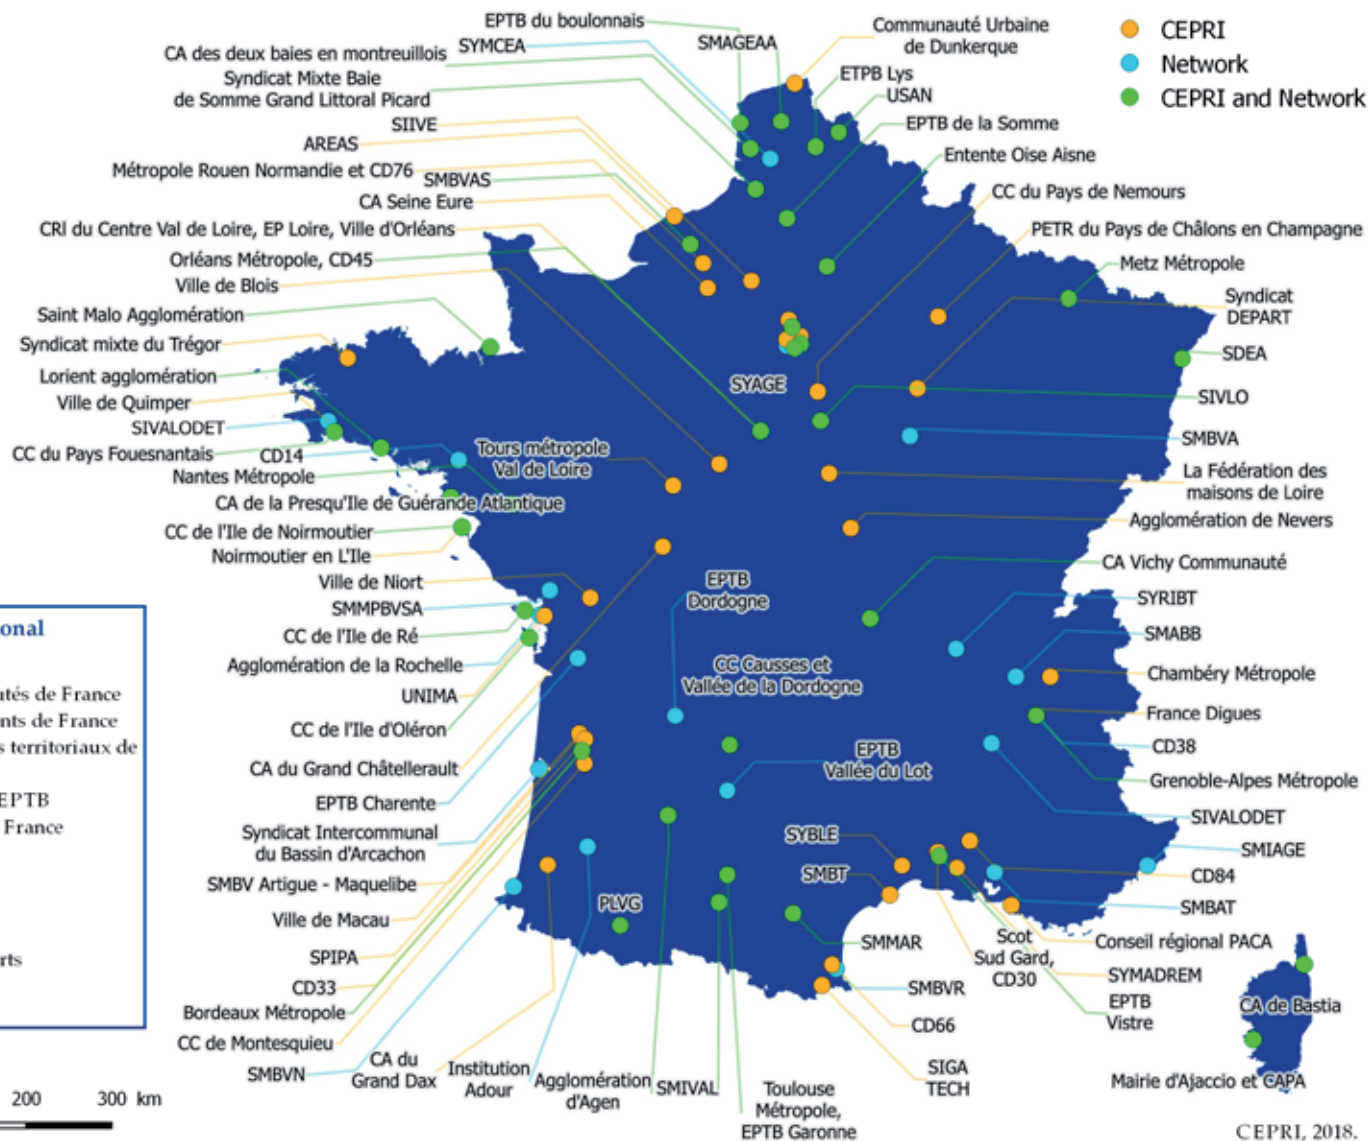 EPTB du boulonnais
SYMCEA
CA des deux baies en montreuillois
Syndicat Mixte Baie
de Somme Grand Littoral Picard
SIIVE
AREAS
Métropole Rouen Normandie et CD76
SMBVAS
CA Seine Eure
CRI du Centre Val de Loire, EP Loire, Ville d'Orléans
Orléans Métropole, CD45
Ville de Blois
Saint Malo Agglomération
Syndicat mixte du Trégor
Lorient agglomération
Ville de Quimper
SIVALODET
CC du Pays Fouesnantais
CD14
Nantes Métropole
CA de la Presqu'Ile de Guérande Atlantique
CC de l'Ile de Noirmoutier
Noirmoutier en L'Ile
Ville de Niort
SMMPBVSA
CC de l'Ile de Ré
Agglomération de la Rochelle
UNIMA
CC de l'Ile d'Oléron
CA du Grand Châtellerault
EPTB Charente
Syndicat Intercommunal
du Bassin d'Arcachon
SMBV Artigue - Maquelibe
Ville de Macau
SPIPA
CD33
Bordeaux Métropole
CC de Montesquieu
SMBVN
CA du
Grand Dax
Institution
Adour
Agglomération
d'Agen
SMIVAL
Toulouse
Métropole,
EPTB Garonne
SMAGEAA
Communauté Urbaine
de Dunkerque
ETPB Lys
USAN
EPTB de la Somme
Entente Oise Aisne
CC du Pays de Nemours
PETR du Pays de Châlons en Champagne
Metz Métropole
Syndicat
DEPART
SDEA
SIVLO
SMBVA
La Fédération des
maisons de Loire
Agglomération de Nevers
CA Vichy Communauté
SYRIBT
SMABB
Chambéry Métropole
France Digues
CD38
Grenoble-Alpes Métropole
SIVALODET
SMIAGE
CD84
SMBAT
Conseil régional PACA
SYMADREM
EPTB
Vistre
Scot
Sud Gard,
CD30
SMMAR
SMBVR
CD66
SIGA
TECH
SYAGE
Tours métropole
Val de Loire
EPTB
Dordogne
CC Causses et
Vallée de la Dordogne
EPTB
Vallée du Lot
SYBLE
SMBT
PLVG
CA de Bastia
Mairie d'Ajaccio et CAPA
CEPRI
Network
CEPRI and Network
onal
utés de France
nts de France
s territoriaux de
EPTB
France
rts
200 300 km
CEPRI, 2018.